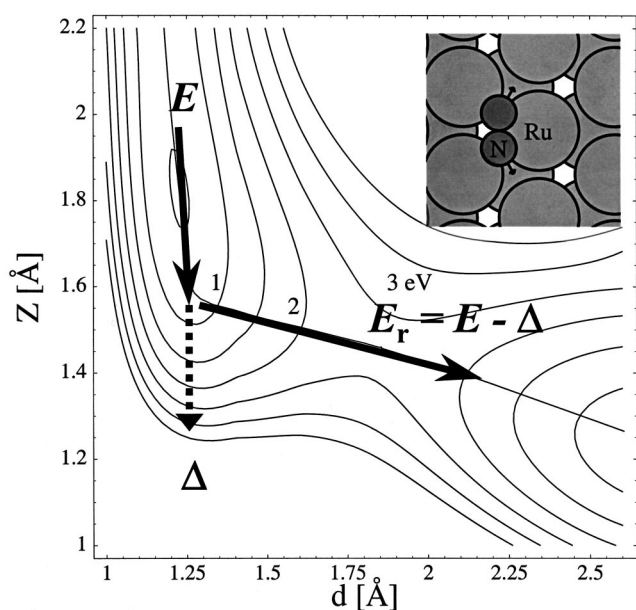 2.2
2
1.8
1.6
1.4
1.2
1
Z [Å]
E
1
2
3 eV
E_r = E - Δ
Δ
Ru
N
1
1.25
1.5
1.75
2
2.25
2.5
d [Å]